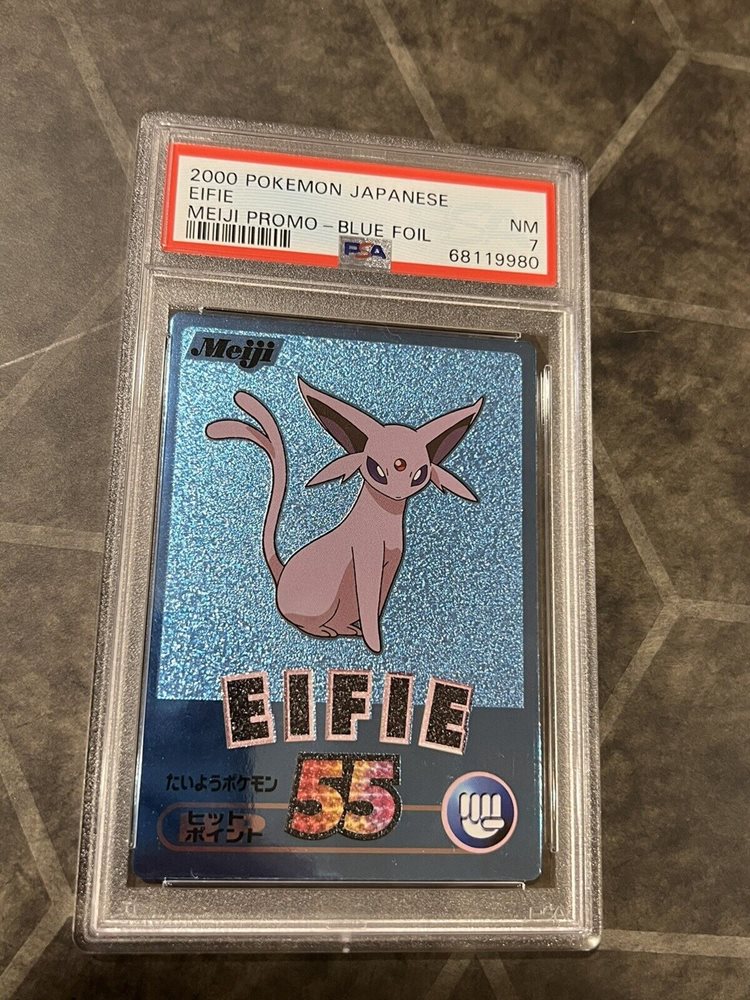 2000 POKEMON JAPANESE
EIFIE NM
MEIJI PROMO - BLUE FOIL 7
PSA 68119980
Meiji
EIFIE
55
たいようポケモン
ヒット
ポイント